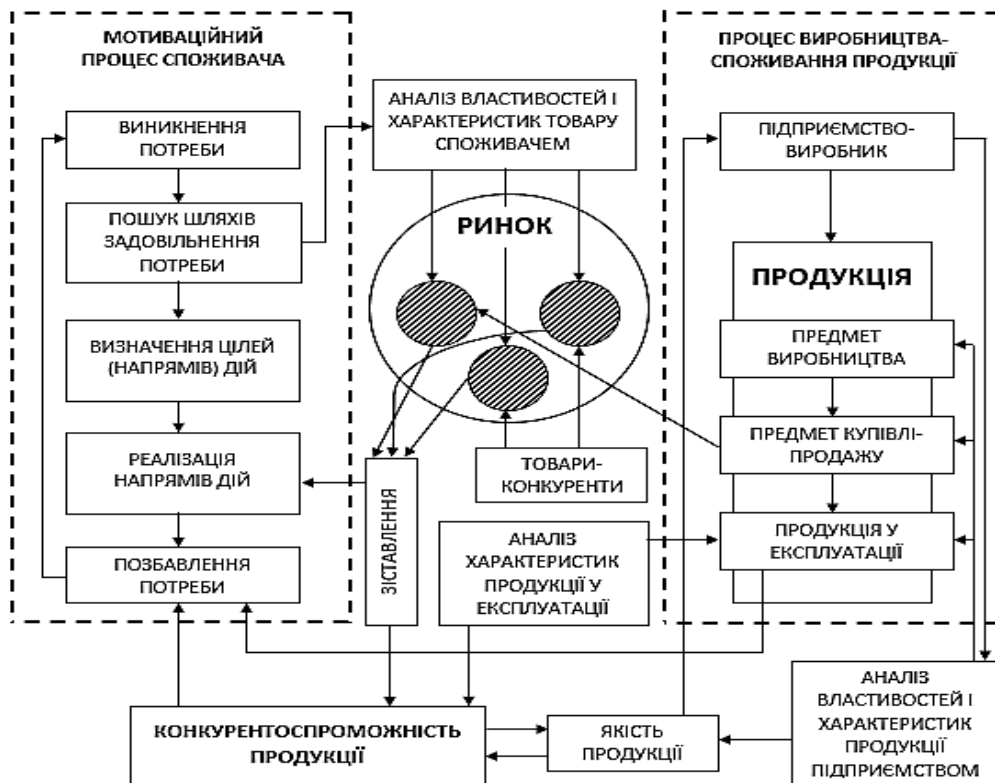 МОТИВАЦІЙНИЙ
ПРОЦЕС СПОЖИВАЧА
ВИНИКНЕННЯ
ПОТРЕБИ
ПОШУК ШЛЯХІВ
ЗАДОВІЛЬНЕННЯ
ПОТРЕБИ
ВИЗНАЧЕННЯ ЦІЛЕЙ
(НАПРЯМІВ) ДІЙ
РЕАЛІЗАЦІЯ
НАПРЯМІВ ДІЙ
ПОЗБАВЛЕННЯ
ПОТРЕБИ
АНАЛІЗ ВЛАСТИВОСТЕЙ І
ХАРАКТЕРИСТИК ТОВАРУ
СПОЖИВАЧЕМ
РИНОК
ТОВАРИ-
КОНКУРЕНТИ
ЗІСТАВЛЕННЯ
АНАЛІЗ
ХАРАКТЕРИСТИК
ПРОДУКЦІЇ У
ЕКСПЛУАТАЦІЇ
ПРОЦЕС ВИРОБНИЦТВА-
СПОЖИВАННЯ ПРОДУКЦІЇ
ПІДПРИЄМСТВО-
ВИРОБНИК
ПРОДУКЦІЯ
ПРЕДМЕТ
ВИРОБНИЦТВА
ПРЕДМЕТ КУПІВЛІ-
ПРОДАЖУ
ПРОДУКЦІЯ У
ЕКСПЛУАТАЦІЇ
КОНКУРЕНТОСПРОМОЖНІСТЬ
ПРОДУКЦІЇ
ЯКІСТЬ
ПРОДУКЦІЇ
АНАЛІЗ
ВЛАСТИВОСТЕЙ І
ХАРАКТЕРИСТИК
ПРОДУКЦІЇ
ПІДПРИЄМСТВОМ